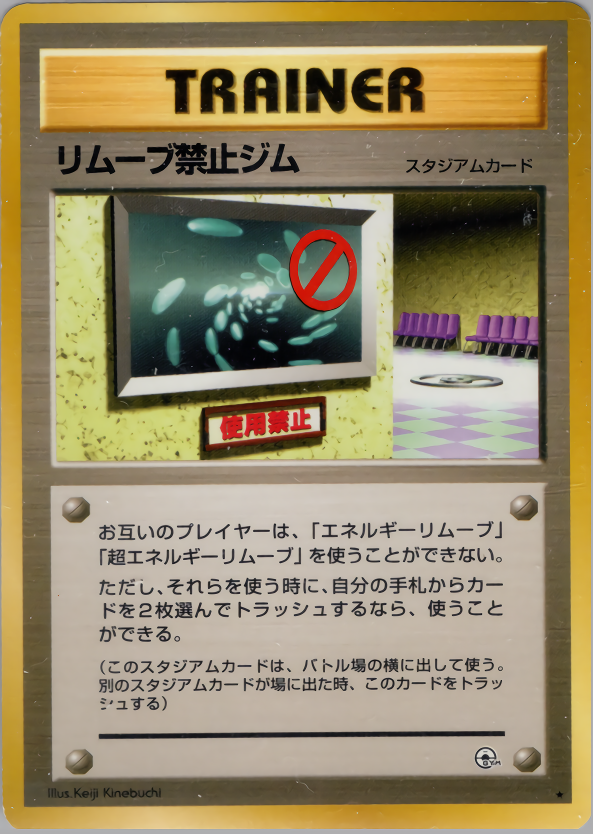 TRAINER
リムーブ禁止ジム
スタジアムカード
使用禁止
お互いのプレイヤーは、「エネルギーリムーブ」
「超エネルギーリムーブ」を使うことができない。
ただし、それらを使う時に、自分の手札からカー
ドを2枚選んでトラッシュするなら、使うこと
ができる。
(このスタジアムカードは、バトル場の横に出して使う。
別のスタジアムカードが場に出た時、このカードをトラッ
シュする)
GYM
Illus. Keiji Kinebuchi
★